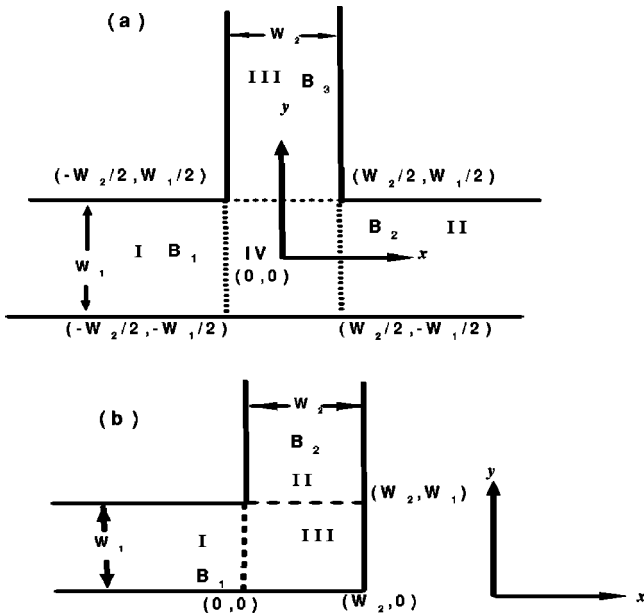 (a)
W₂
III B₃
y
(-W₂/2,W₁/2) (W₂/2,W₁/2)
B₂ II
I B₁ IV
W₁ (0,0) x
(-W₂/2,-W₁/2) (W₂/2,-W₁/2)
(b)
W₂
B₂
II
y
(W₂,W₁)
W₁ I III
B₁
(0,0) (W₂,0) x